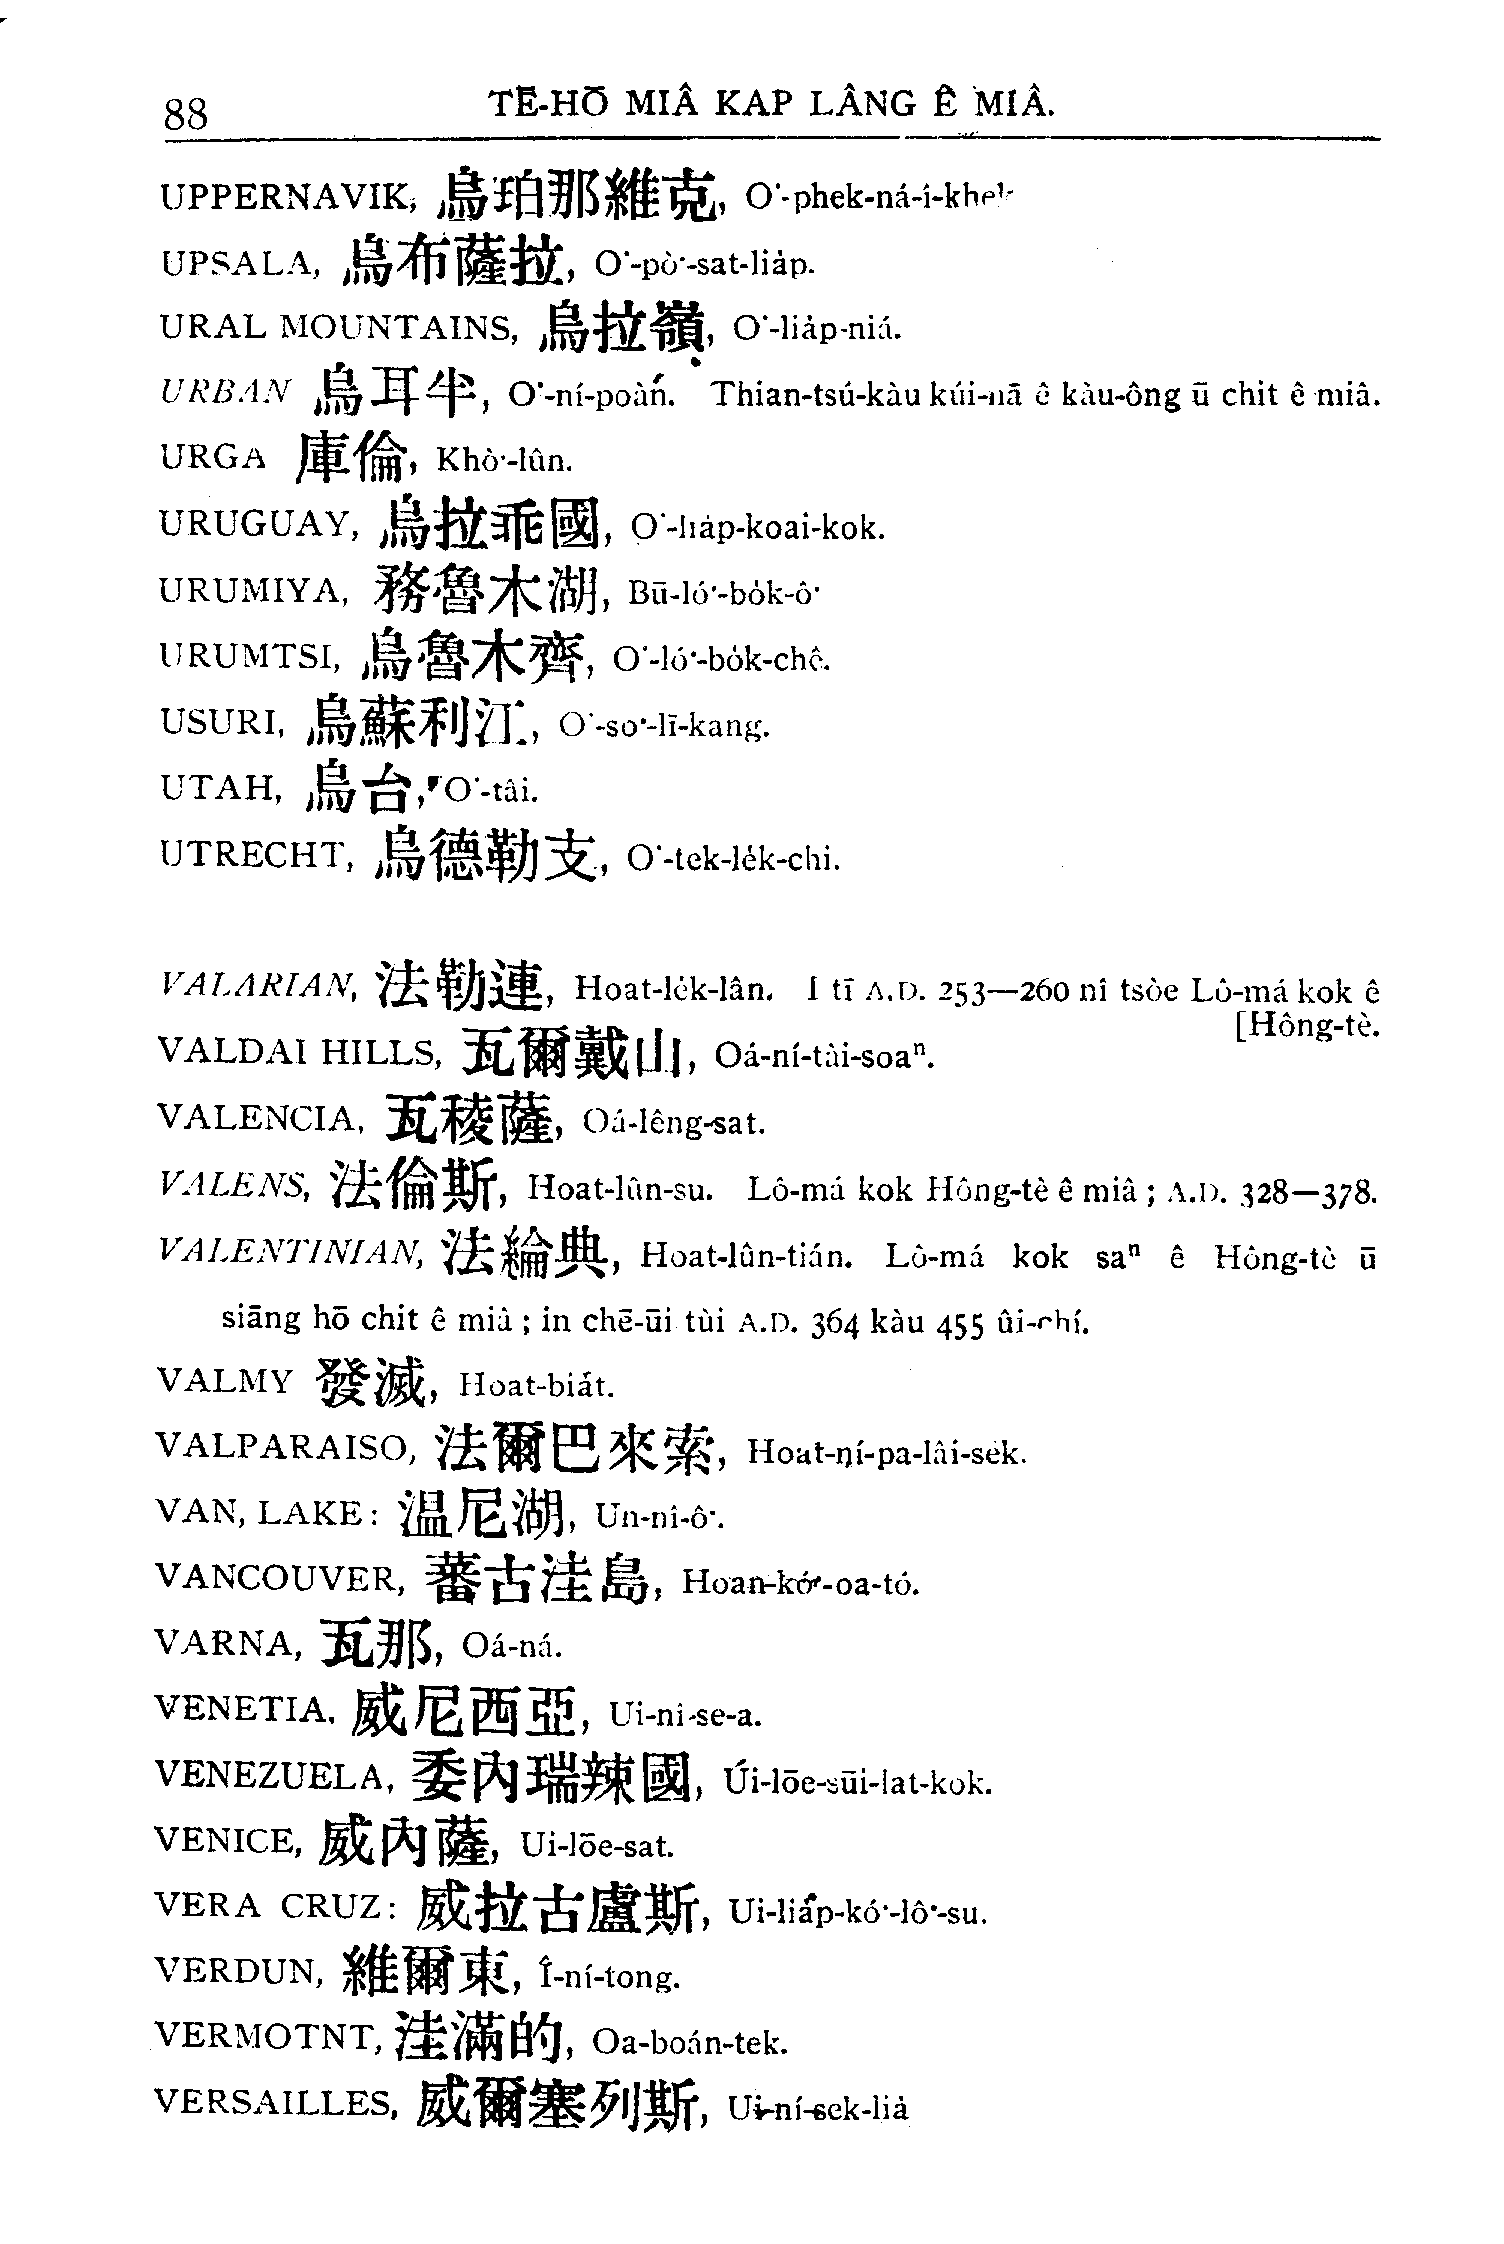 88 TĒ-HŌ MIÂ KAP LÂNG Ê MIÂ.
UPPERNAVIK, 烏珀那維克, O͘-phek-ná-î-khek
UPSALA, 烏布薩拉, O͘-pò͘-sat-lia̍p.
URAL MOUNTAINS, 烏拉嶺, O͘-lia̍p-niá.
URBAN 烏耳半, O͘-ní-poàⁿ. Thian-tsú-kàu kúi-nā ê kàu-ông ū chit ê miâ.
URGA 庫倫, Khò͘-lûn.
URUGUAY, 烏拉乖國, O͘-lia̍p-koai-kok.
URUMIYA, 務魯木湖, Bū-ló͘-bo̍k-ô͘
URUMTSI, 烏魯木齊, O͘-ló͘-bo̍k-chê.
USURI, 烏蘇利江, O͘-so͘-lī-kang.
UTAH, 烏台, O͘-tâi.
UTRECHT, 烏德勒支, O͘-tek-le̍k-chi.
VALARIAN, 法勒連, Hoat-le̍k-lân. I tī A.D. 253—260 nî tsòe Lô-má kok ê
[Hông-tè.
VALDAI HILLS, 瓦爾戴山, Oá-ní-tài-soaⁿ.
VALENCIA, 瓦稜薩, Oá-lêng-sat.
VALENS, 法倫斯, Hoat-lûn-su. Lô-má kok Hông-tè ê miâ ; A.D. 328—378.
VALENTINIAN, 法綸典, Hoat-lûn-tián. Lô-má kok saⁿ ê Hông-tè ū
siāng hō chit ê miâ ; in chē-ūi tùi A.D. 364 kàu 455 ûi-chí.
VALMY 發滅, Hoat-bia̍t.
VALPARAISO, 法爾巴來索, Hoat-ní-pa-lâi-sek.
VAN, LAKE: 溫尼湖, Un-nî-ô͘.
VANCOUVER, 蕃古洼島, Hoan-kó͘-oa-tó.
VARNA, 瓦那, Oá-ná.
VENETIA, 威尼西亞, Ui-ni-se-a.
VENEZUELA, 委內瑞辣國, Úi-lōe-sūi-lat-kok.
VENICE, 威內薩, Ui-lōe-sat.
VERA CRUZ: 威拉古盧斯, Ui-lia̍p-kó͘-lô͘-su.
VERDUN, 維爾東, Î-ní-tong.
VERMOTNT, 洼滿的, Oa-boán-tek.
VERSAILLES, 威爾塞列斯, Ui-ní-sek-lia̍